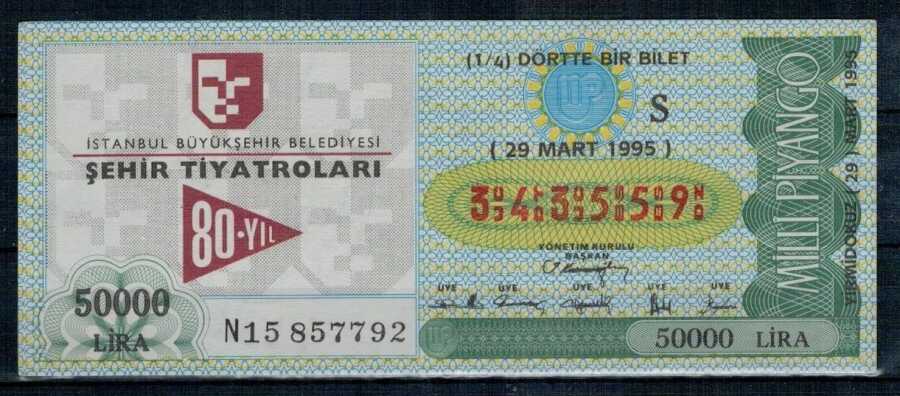 İSTANBUL BÜYÜKŞEHİR BELEDİYESİ
ŞEHİR TİYATROLARI
80.YIL
50000
LİRA
N15 857792
(1/4) DÖRTTE BİR BİLET
MP
S
( 29 MART 1995 )
3 4 3 5 5 9
YÖNETİM KURULU
BAŞKAN
ÜYE ÜYE ÜYE ÜYE ÜYE
MP
50000 LİRA
MİLLİ PİYANGO
YİRMİDOKUZ ( 29 ) MART 1995